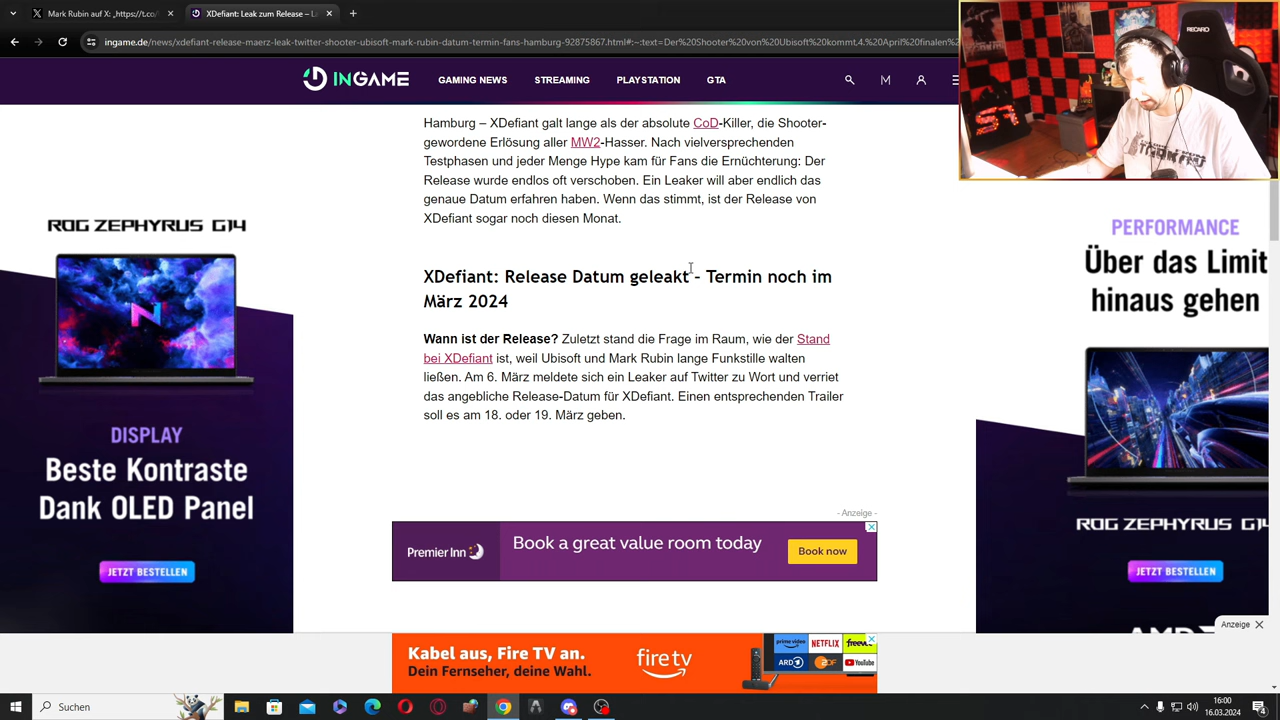 Mark Rubin auf X: „https://t.co/
XDefiant: Leak zum Release –
ingame.de/news/xdefiant-release-maerz-leak-twitter-shooter-ubisoft-mark-rubin-datum-termin-fans-hamburg-92875867.html#:~:text=Der%20Shooter%20von%20Ubisoft%20kommt,4.%20April%20finalen%
INGAME
GAMING NEWS
STREAMING
PLAYSTATION
GTA
M
RECARO
Hamburg – XDefiant galt lange als der absolute CoD-Killer, die Shooter-
gewordene Erlösung aller MW2-Hasser. Nach vielversprechenden
Testphasen und jeder Menge Hype kam für Fans die Ernüchterung: Der
Release wurde endlos oft verschoben. Ein Leaker will aber endlich das
genaue Datum erfahren haben. Wenn das stimmt, ist der Release von
XDefiant sogar noch diesen Monat.
XDefiant: Release Datum geleakt – Termin noch im
März 2024
Wann ist der Release? Zuletzt stand die Frage im Raum, wie der Stand
bei XDefiant ist, weil Ubisoft und Mark Rubin lange Funkstille walten
ließen. Am 6. März meldete sich ein Leaker auf Twitter zu Wort und verriet
das angebliche Release-Datum für XDefiant. Einen entsprechenden Trailer
soll es am 18. oder 19. März geben.
ROG ZEPHYRUS G14
DISPLAY
Beste Kontraste
Dank OLED Panel
JETZT BESTELLEN
PERFORMANCE
Über das Limit
hinaus gehen
ROG ZEPHYRUS G14
JETZT BESTELLEN
- Anzeige -
Premier Inn
Book a great value room today
Book now
Anzeige
AMD
Kabel aus, Fire TV an.
Dein Fernseher, deine Wahl.
fire tv
prime video
NETFLIX
freevee
ARD
ZDF
YouTube
Suchen
16:00
16.03.2024
4